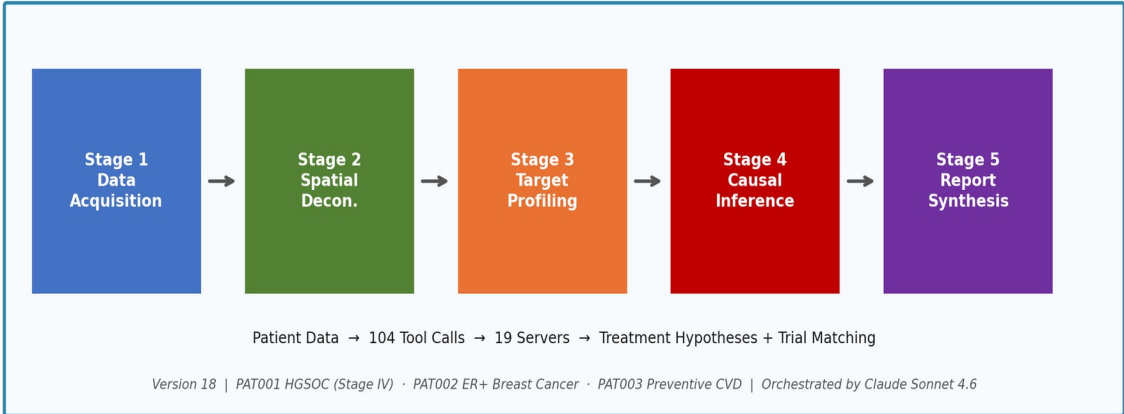 Stage 1
Data
Acquisition
Stage 2
Spatial
Decon.
Stage 3
Target
Profiling
Stage 4
Causal
Inference
Stage 5
Report
Synthesis
Patient Data → 104 Tool Calls → 19 Servers → Treatment Hypotheses + Trial Matching
Version 18 | PAT001 HGSOC (Stage IV) · PAT002 ER+ Breast Cancer · PAT003 Preventive CVD | Orchestrated by Claude Sonnet 4.6